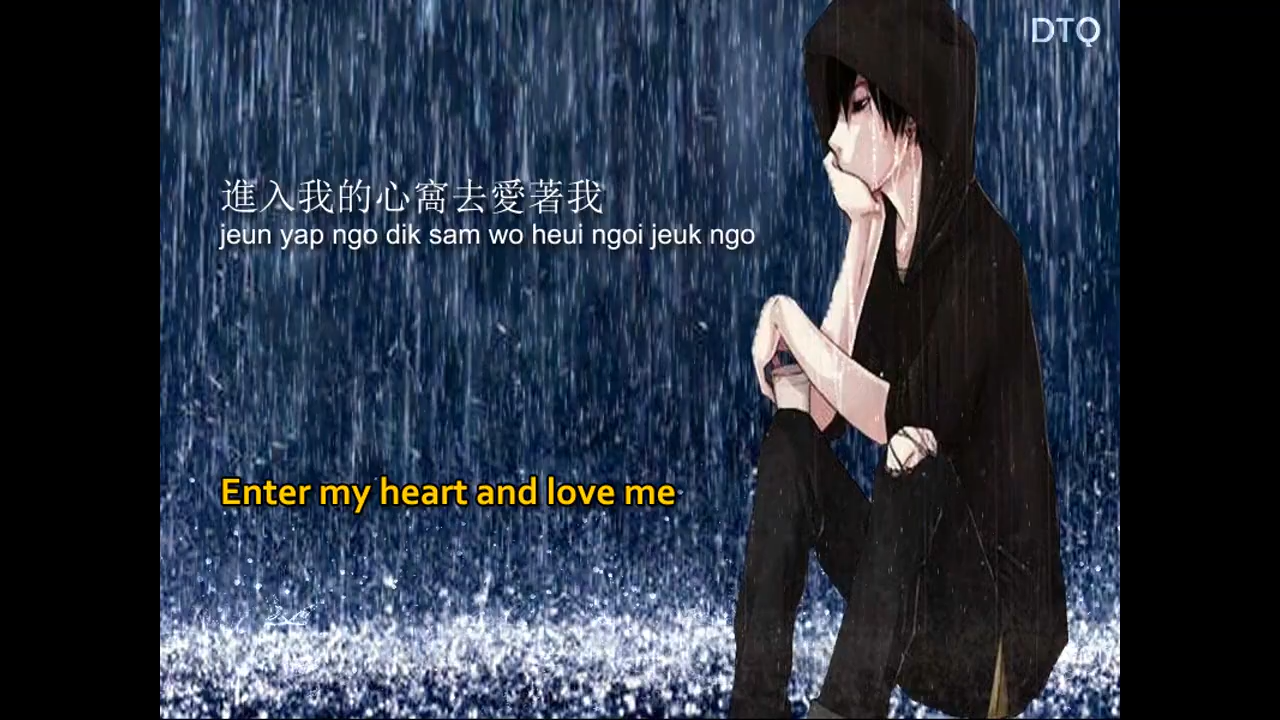 DTQ
進入我的心窩去愛著我
jeun yap ngo dik sam wo heui ngoi jeuk ngo
Enter my heart and love me